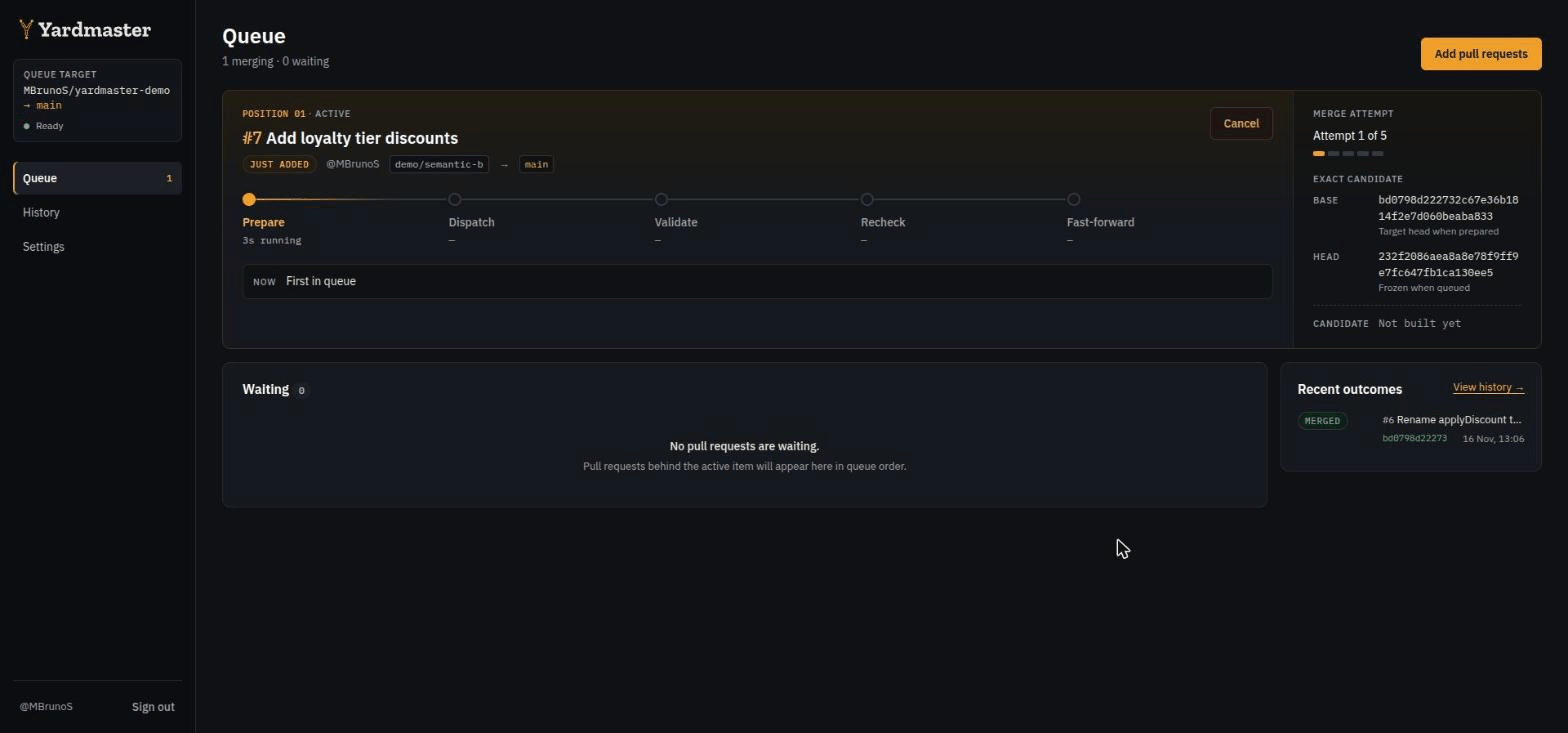 Yardmaster
QUEUE TARGET
MBrunoS/yardmaster-demo
→ main
Ready
Queue 1
History
Settings
@MBrunoS Sign out
Queue
1 merging · 0 waiting
Add pull requests
POSITION 01 · ACTIVE
#7 Add loyalty tier discounts
Cancel
JUST ADDED @MBrunoS demo/semantic-b → main
Prepare Dispatch Validate Recheck Fast-forward
3s running — — — —
NOW First in queue
MERGE ATTEMPT
Attempt 1 of 5
EXACT CANDIDATE
BASE bd0798d222732c67e36b18
14f2e7d060beaba833
Target head when prepared
HEAD 232f2086aea8a8e78f9ff9
e7fc647fb1ca130ee5
Frozen when queued
CANDIDATE Not built yet
Waiting 0
No pull requests are waiting.
Pull requests behind the active item will appear here in queue order.
Recent outcomes View history →
MERGED #6 Rename applyDiscount t…
bd0798d22273 16 Nov, 13:06